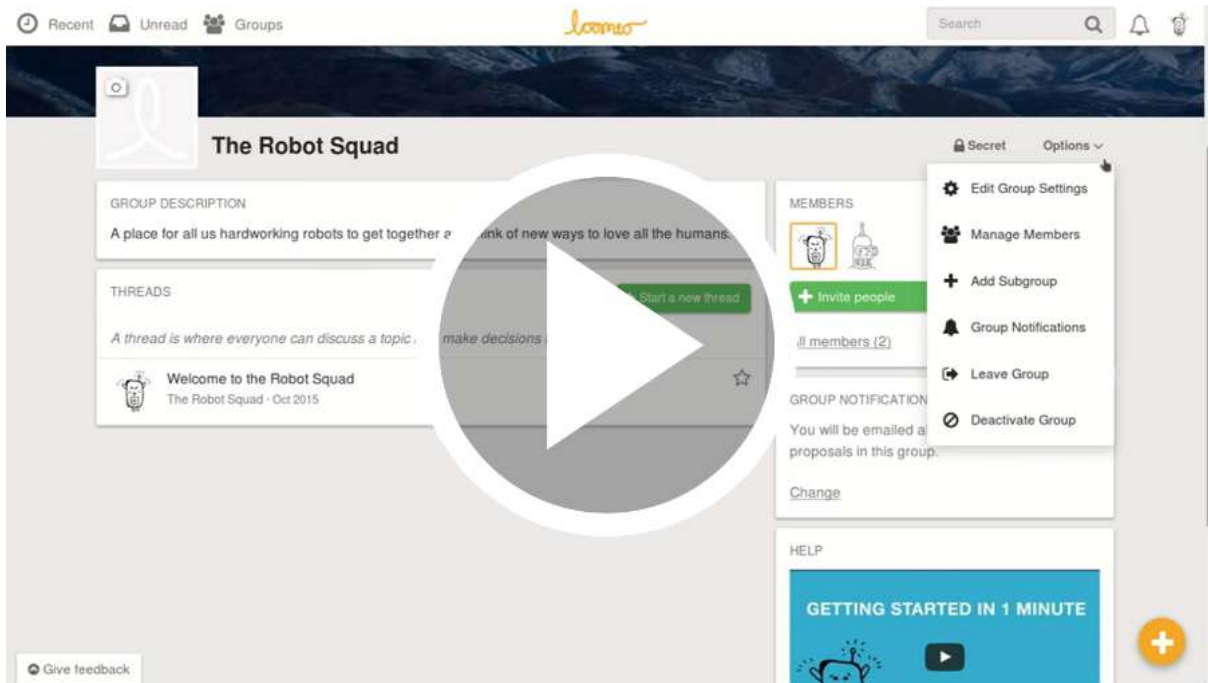 Recent Unread Groups
loomio
Search
The Robot Squad
Secret Options
Edit Group Settings
Manage Members
Add Subgroup
Group Notifications
Leave Group
Deactivate Group
GROUP DESCRIPTION
A place for all us hardworking robots to get together of new ways to love all the humans.
THREADS
Start a new thread
A thread is where everyone can discuss a topic make decisions
Welcome to the Robot Squad
The Robot Squad · Oct 2015
MEMBERS
Invite people
members (2)
GROUP NOTIFICATION
You will be emailed
proposals in this group.
Change
HELP
GETTING STARTED IN 1 MINUTE
Give feedback